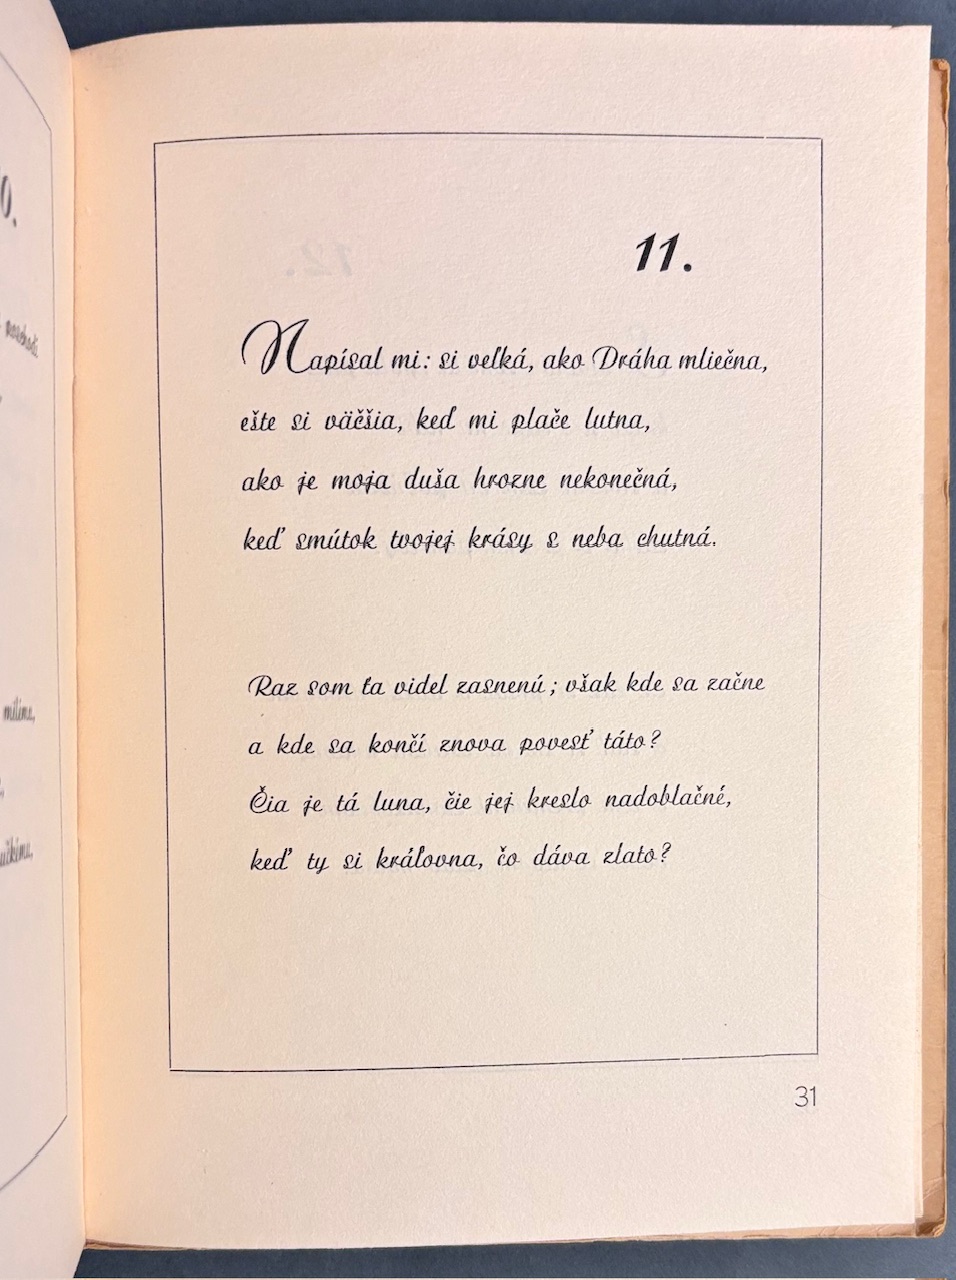 11.
Napísal mi: si veľká, ako Dráha mliečna,
ešte si väčšia, keď mi plače lutna,
ako je moja duša hrozne nekonečná,
keď smútok tvojej krásy s neba chutná.
Raz som ťa videl zasnenú; však kde sa začne
a kde sa končí znova povesť táto?
Čia je tá luna, čie jej kreslo nadoblačné,
keď ty si kráľovna, čo dáva zlato?
31